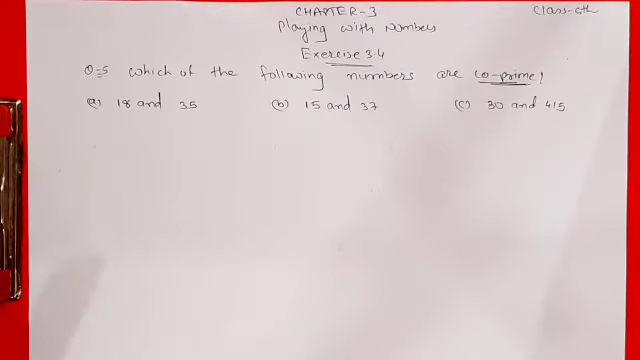 CHAPTER-3 Class-6th
Playing with Numbers
Exercise 3.4
Q=5 Which of the following numbers are co-prime?
(a) 18 and 35 (b) 15 and 37 (c) 30 and 415